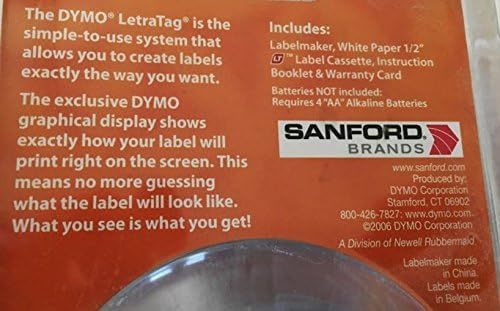 The DYMO® LetraTag® is the
simple-to-use system that
allows you to create labels
exactly the way you want.
The exclusive DYMO
graphical display shows
exactly how your label will
print right on the screen. This
means no more guessing
what the label will look like.
What you see is what you get!
Includes:
Labelmaker, White Paper 1/2"
LT™ Label Cassette, Instruction
Booklet & Warranty Card
Batteries NOT included:
Requires 4 "AA" Alkaline Batteries
SANFORD®
BRANDS
www.sanford.com
Produced by:
DYMO Corporation
Stamford, CT 06902
800-426-7827; www.dymo.com
©2006 DYMO Corporation
A Division of Newell Rubbermaid
Labelmaker made
in China.
Labels made
in Belgium.